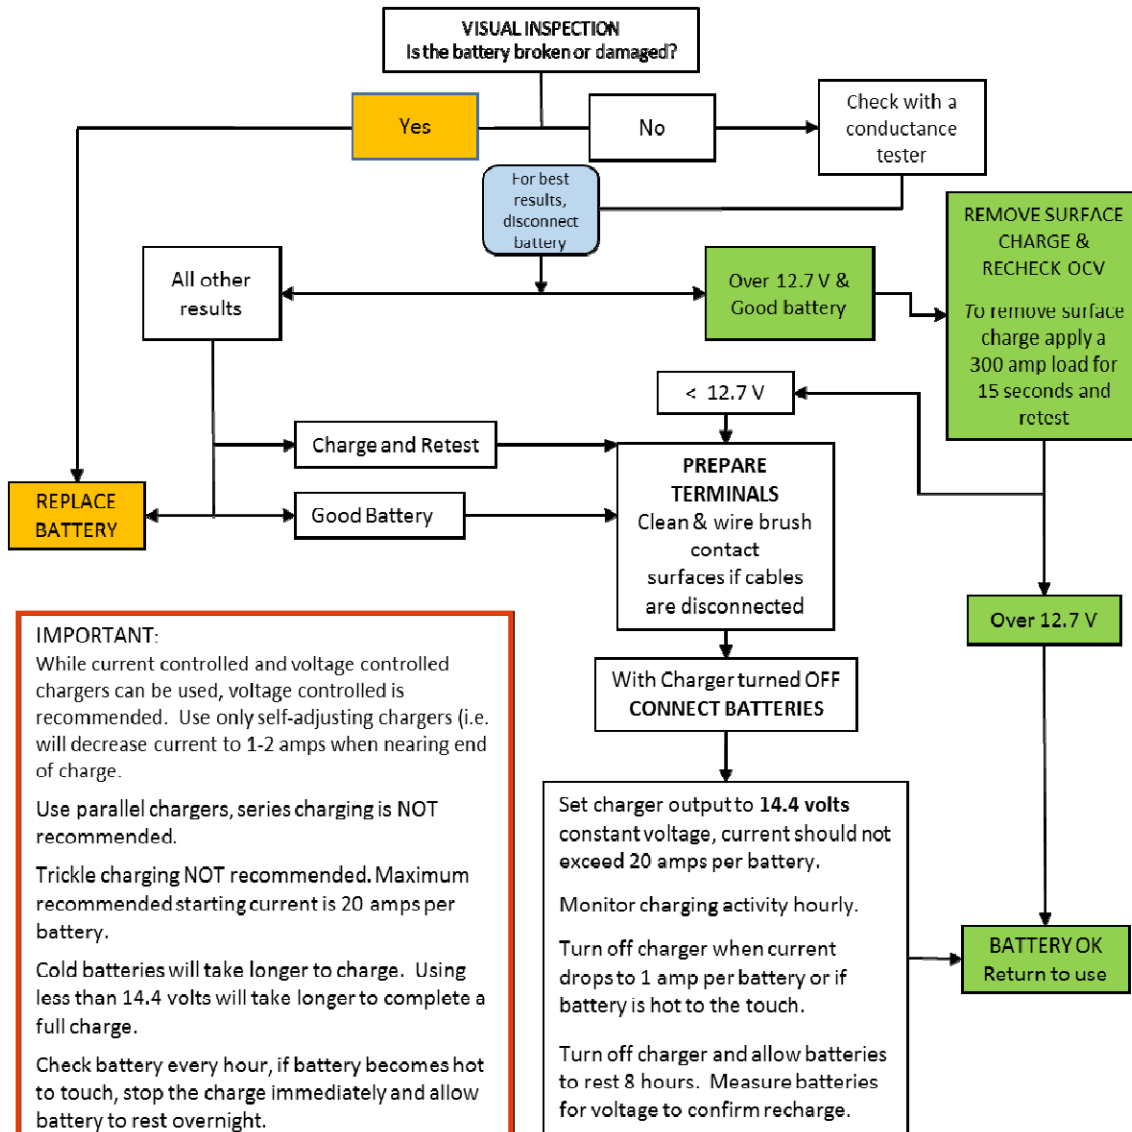 VISUAL INSPECTION
Is the battery broken or damaged?
Yes
No
Check with a
conductance
tester
For best
results,
disconnect
battery
REMOVE SURFACE
CHARGE &
RECHECK OCV
To remove surface
charge apply a
300 amp load for
15 seconds and
retest
All other
results
Over 12.7 V &
Good battery
< 12.7 V
Charge and Retest
Good Battery
REPLACE
BATTERY
PREPARE
TERMINALS
Clean & wire brush
contact
surfaces if cables
are disconnected
Over 12.7 V
With Charger turned OFF
CONNECT BATTERIES
IMPORTANT:
While current controlled and voltage controlled
chargers can be used, voltage controlled is
recommended. Use only self-adjusting chargers (i.e.
will decrease current to 1-2 amps when nearing end
of charge.
Use parallel chargers, series charging is NOT
recommended.
Trickle charging NOT recommended. Maximum
recommended starting current is 20 amps per
battery.
Cold batteries will take longer to charge. Using
less than 14.4 volts will take longer to complete a
full charge.
Check battery every hour, if battery becomes hot
to touch, stop the charge immediately and allow
battery to rest overnight.
Set charger output to 14.4 volts
constant voltage, current should not
exceed 20 amps per battery.
Monitor charging activity hourly.
Turn off charger when current
drops to 1 amp per battery or if
battery is hot to the touch.
Turn off charger and allow batteries
to rest 8 hours. Measure batteries
for voltage to confirm recharge.
BATTERY OK
Return to use